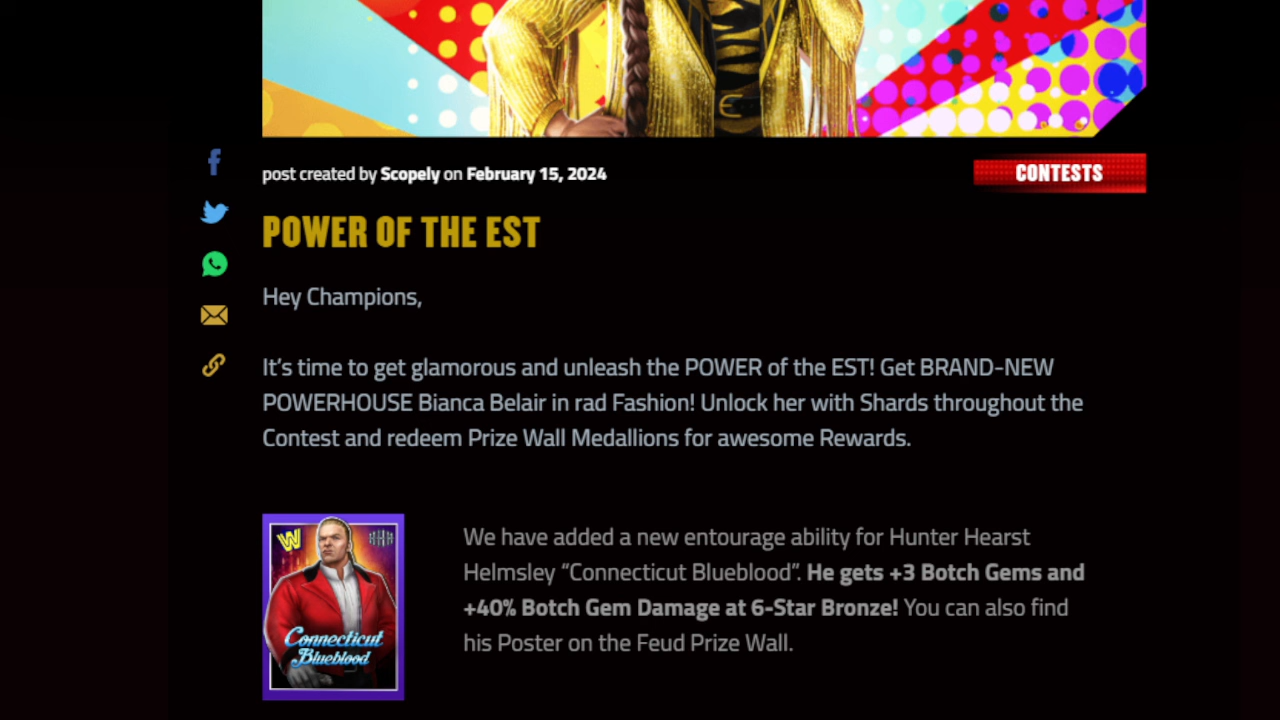 post created by Scopely on February 15, 2024
CONTESTS
POWER OF THE EST
Hey Champions,
It's time to get glamorous and unleash the POWER of the EST! Get BRAND-NEW
POWERHOUSE Bianca Belair in rad Fashion! Unlock her with Shards throughout the
Contest and redeem Prize Wall Medallions for awesome Rewards.
W
HHH
Connecticut
Blueblood
We have added a new entourage ability for Hunter Hearst
Helmsley “Connecticut Blueblood”. He gets +3 Botch Gems and
+40% Botch Gem Damage at 6-Star Bronze! You can also find
his Poster on the Feud Prize Wall.